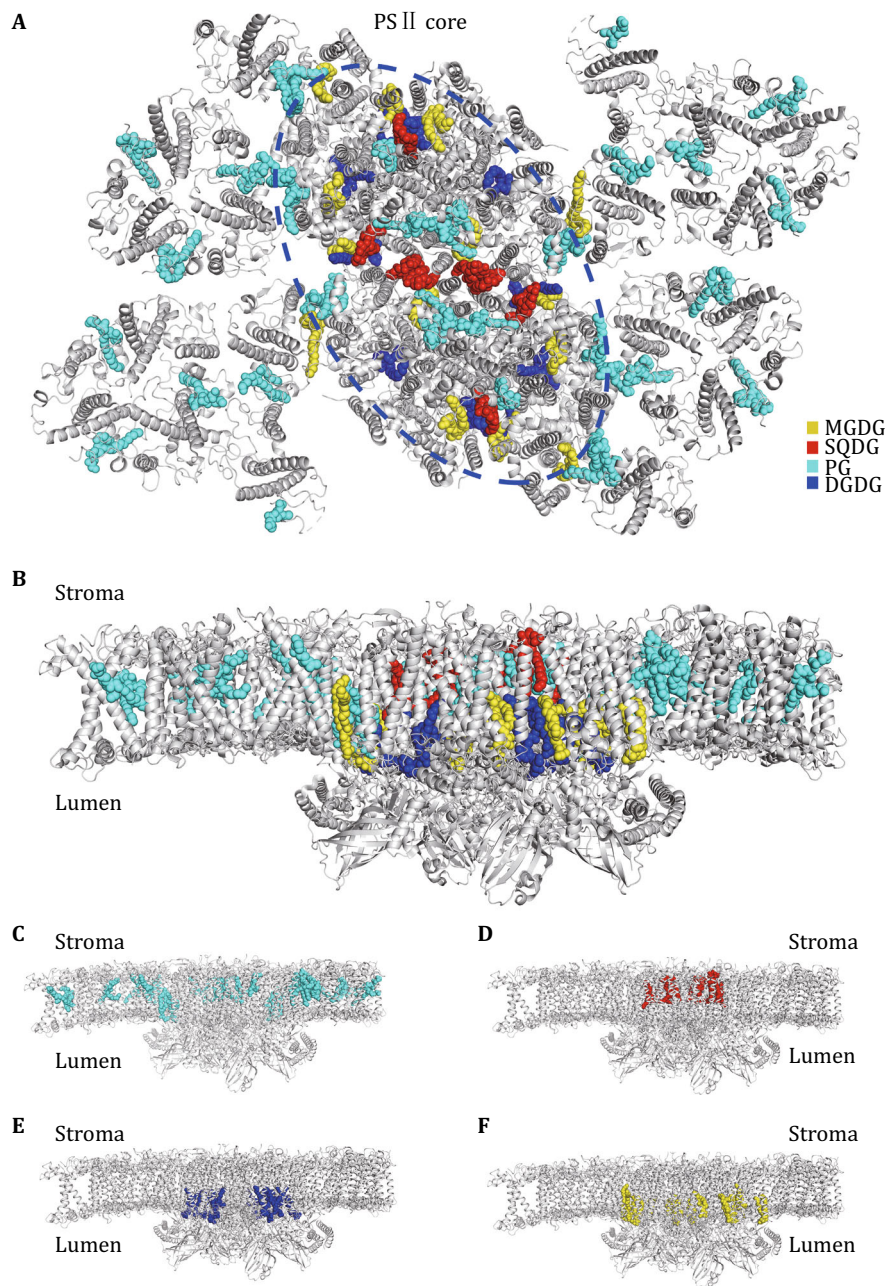 A
PS II core
MGDG
SQDG
PG
DGDG
B
Stroma
Lumen
C
Stroma
Lumen
D
Stroma
Lumen
E
Stroma
Lumen
F
Stroma
Lumen